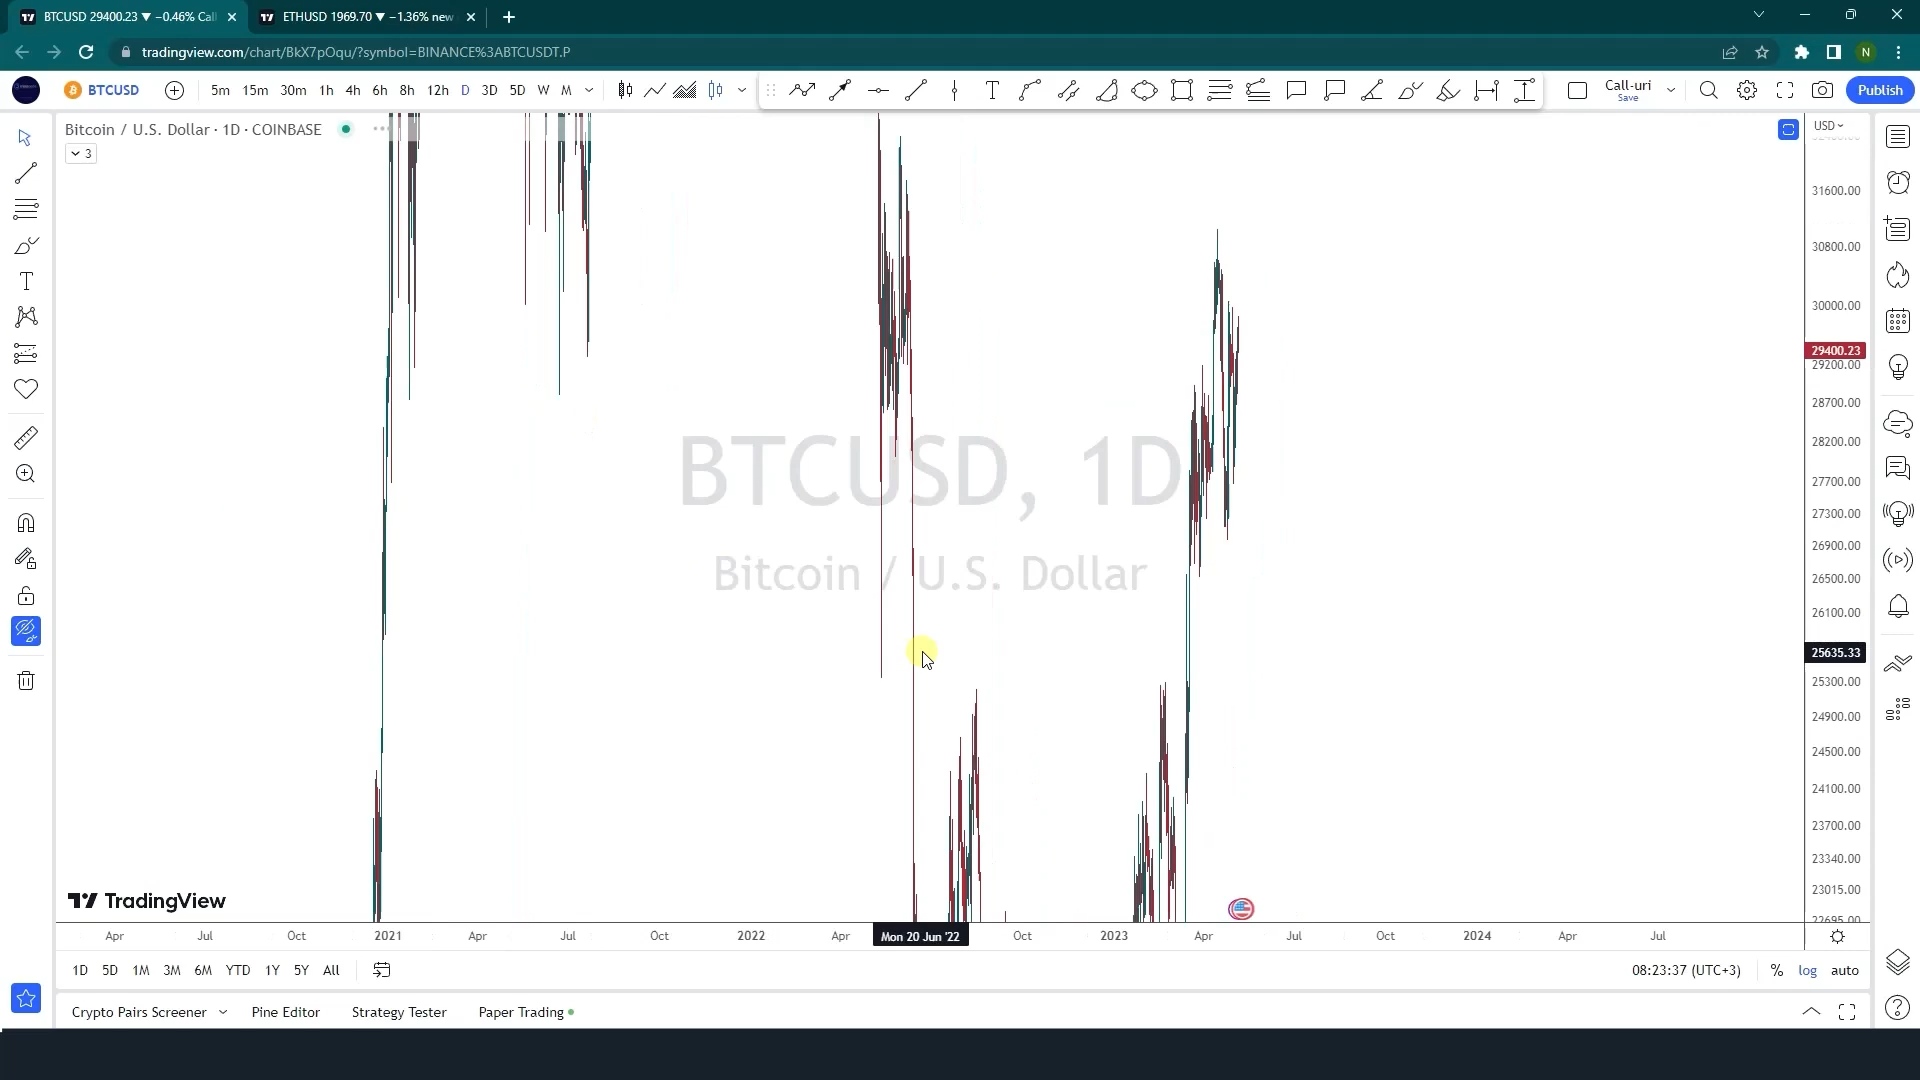 BTCUSD 29400.23 ▼ −0.46% Cal
ETHUSD 1969.70 ▼ −1.36% new
tradingview.com/chart/BkX7pOqu/?symbol=BINANCE%3ABTCUSDT.P
N
BTCUSD
5m 15m 30m 1h 4h 6h 8h 12h D 3D 5D W M
Call-uri
Save
Publish
Bitcoin / U.S. Dollar · 1D · COINBASE
3
USD
31600.00
30800.00
30000.00
29400.23
29200.00
28700.00
28200.00
27700.00
27300.00
26900.00
26500.00
26100.00
25635.33
25300.00
24900.00
24500.00
24100.00
23700.00
23340.00
23015.00
22695.00
BTCUSD, 1D
Bitcoin / U.S. Dollar
TradingView
Apr Jul Oct 2021 Apr Jul Oct 2022 Apr Mon 20 Jun '22 Oct 2023 Apr Jul Oct 2024 Apr Jul
1D 5D 1M 3M 6M YTD 1Y 5Y All
08:23:37 (UTC+3) % log auto
Crypto Pairs Screener Pine Editor Strategy Tester Paper Trading